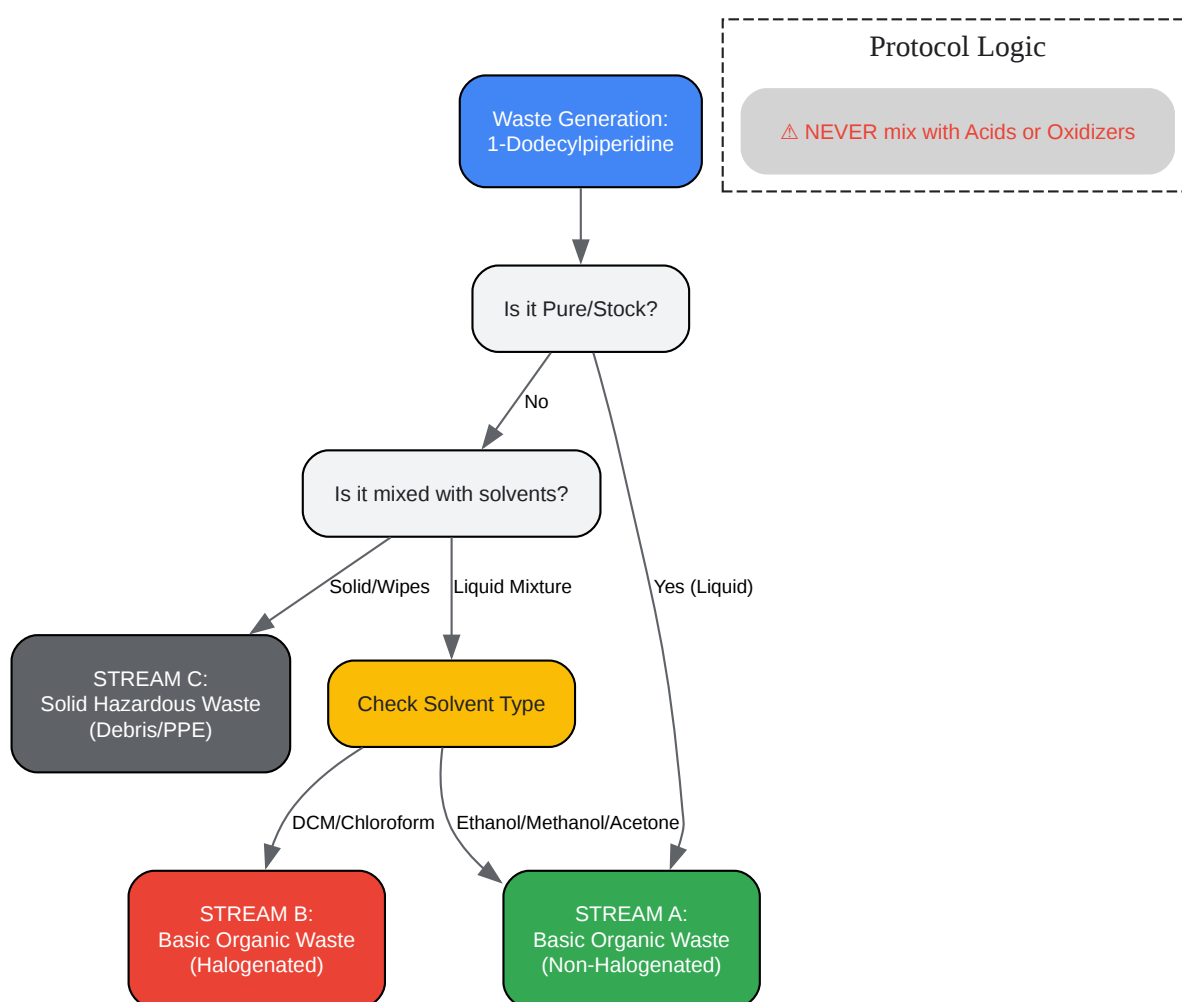 Protocol Logic
⚠ NEVER mix with Acids or Oxidizers
Waste Generation:
1-Dodecylpiperidine
Is it Pure/Stock?
No
Is it mixed with solvents?
Solid/Wipes
Liquid Mixture
Yes (Liquid)
STREAM C:
Solid Hazardous Waste
(Debris/PPE)
Check Solvent Type
DCM/Chloroform
Ethanol/Methanol/Acetone
STREAM B:
Basic Organic Waste
(Halogenated)
STREAM A:
Basic Organic Waste
(Non-Halogenated)